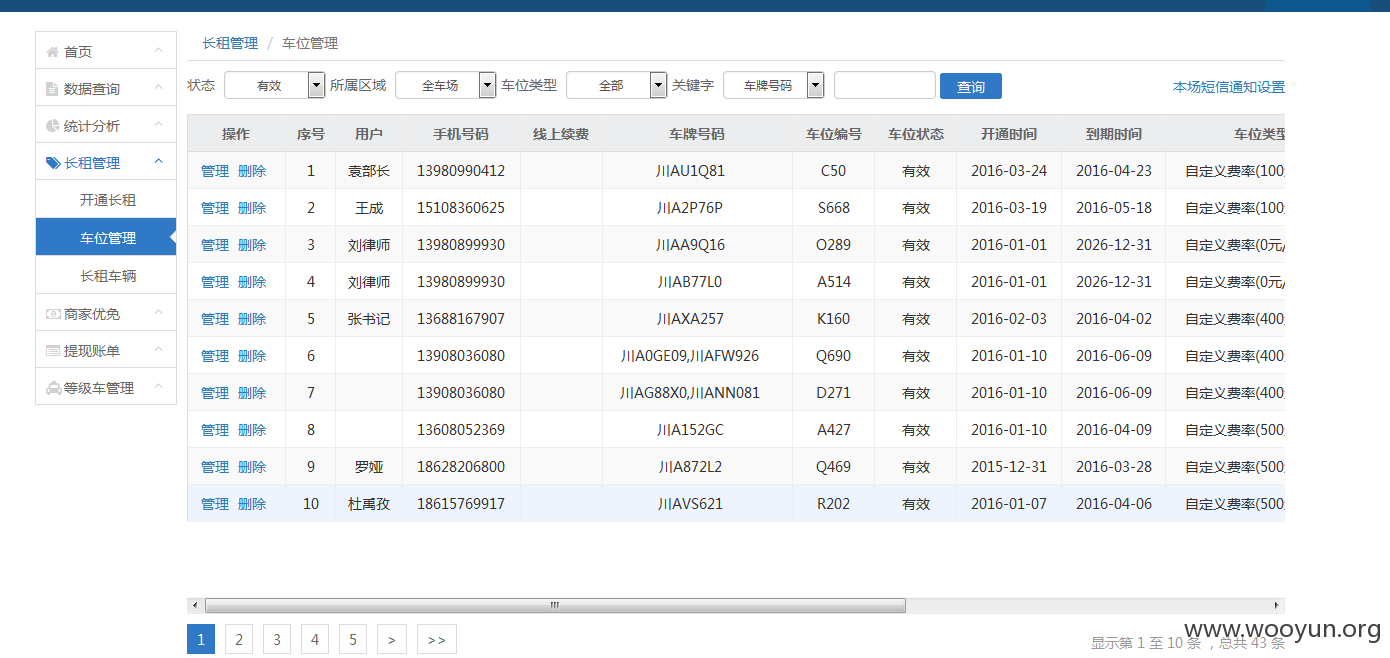 长租管理 / 车位管理
首页
数据查询
统计分析
长租管理
开通长租
车位管理
长租车辆
商家优免
提现账单
等级车管理
状态 有效 所属区域 全车场 车位类型 全部 关键字 车牌号码 查询 本场短信通知设置
操作 序号 用户 手机号码 线上续费 车牌号码 车位编号 车位状态 开通时间 到期时间 车位类型
管理 删除 1 袁部长 13980990412 川AU1Q81 C50 有效 2016-03-24 2016-04-23 自定义费率(100
管理 删除 2 王成 15108360625 川A2P76P S668 有效 2016-03-19 2016-05-18 自定义费率(100
管理 删除 3 刘律师 13980899930 川AA9Q16 O289 有效 2016-01-01 2026-12-31 自定义费率(0元/
管理 删除 4 刘律师 13980899930 川AB77L0 A514 有效 2016-01-01 2026-12-31 自定义费率(0元/
管理 删除 5 张书记 13688167907 川AXA257 K160 有效 2016-02-03 2016-04-02 自定义费率(400
管理 删除 6 13908036080 川A0GE09,川AFW926 Q690 有效 2016-01-10 2016-06-09 自定义费率(400
管理 删除 7 13908036080 川AG88X0,川ANN081 D271 有效 2016-01-10 2016-06-09 自定义费率(400
管理 删除 8 13608052369 川A152GC A427 有效 2016-01-10 2016-04-09 自定义费率(500
管理 删除 9 罗娅 18628206800 川A872L2 Q469 有效 2015-12-31 2016-03-28 自定义费率(500
管理 删除 10 杜禹孜 18615769917 川AVS621 R202 有效 2016-01-07 2016-04-06 自定义费率(500
1 2 3 4 5 > >>
显示第 1 至 10 条 ，总共 43 条
www.wooyun.org